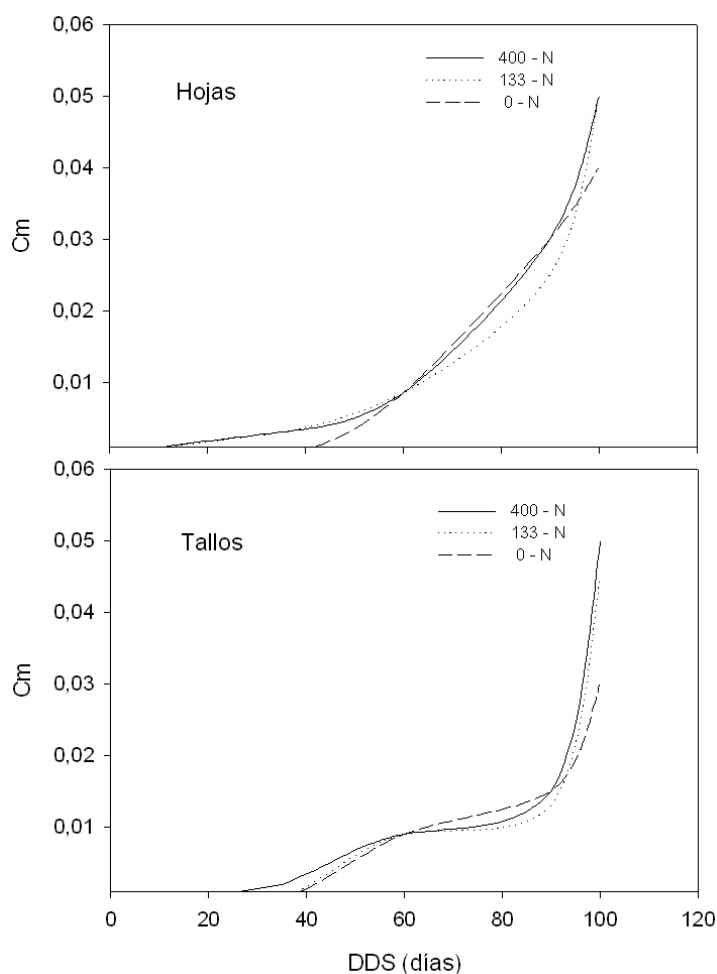 0,06
0,05
0,04
0,03
0,02
0,01
Cm
Hojas
400 - N
133 - N
0 - N
0,06
0,05
0,04
0,03
0,02
0,01
Cm
Tallos
400 - N
133 - N
0 - N
0 20 40 60 80 100 120
DDS (días)